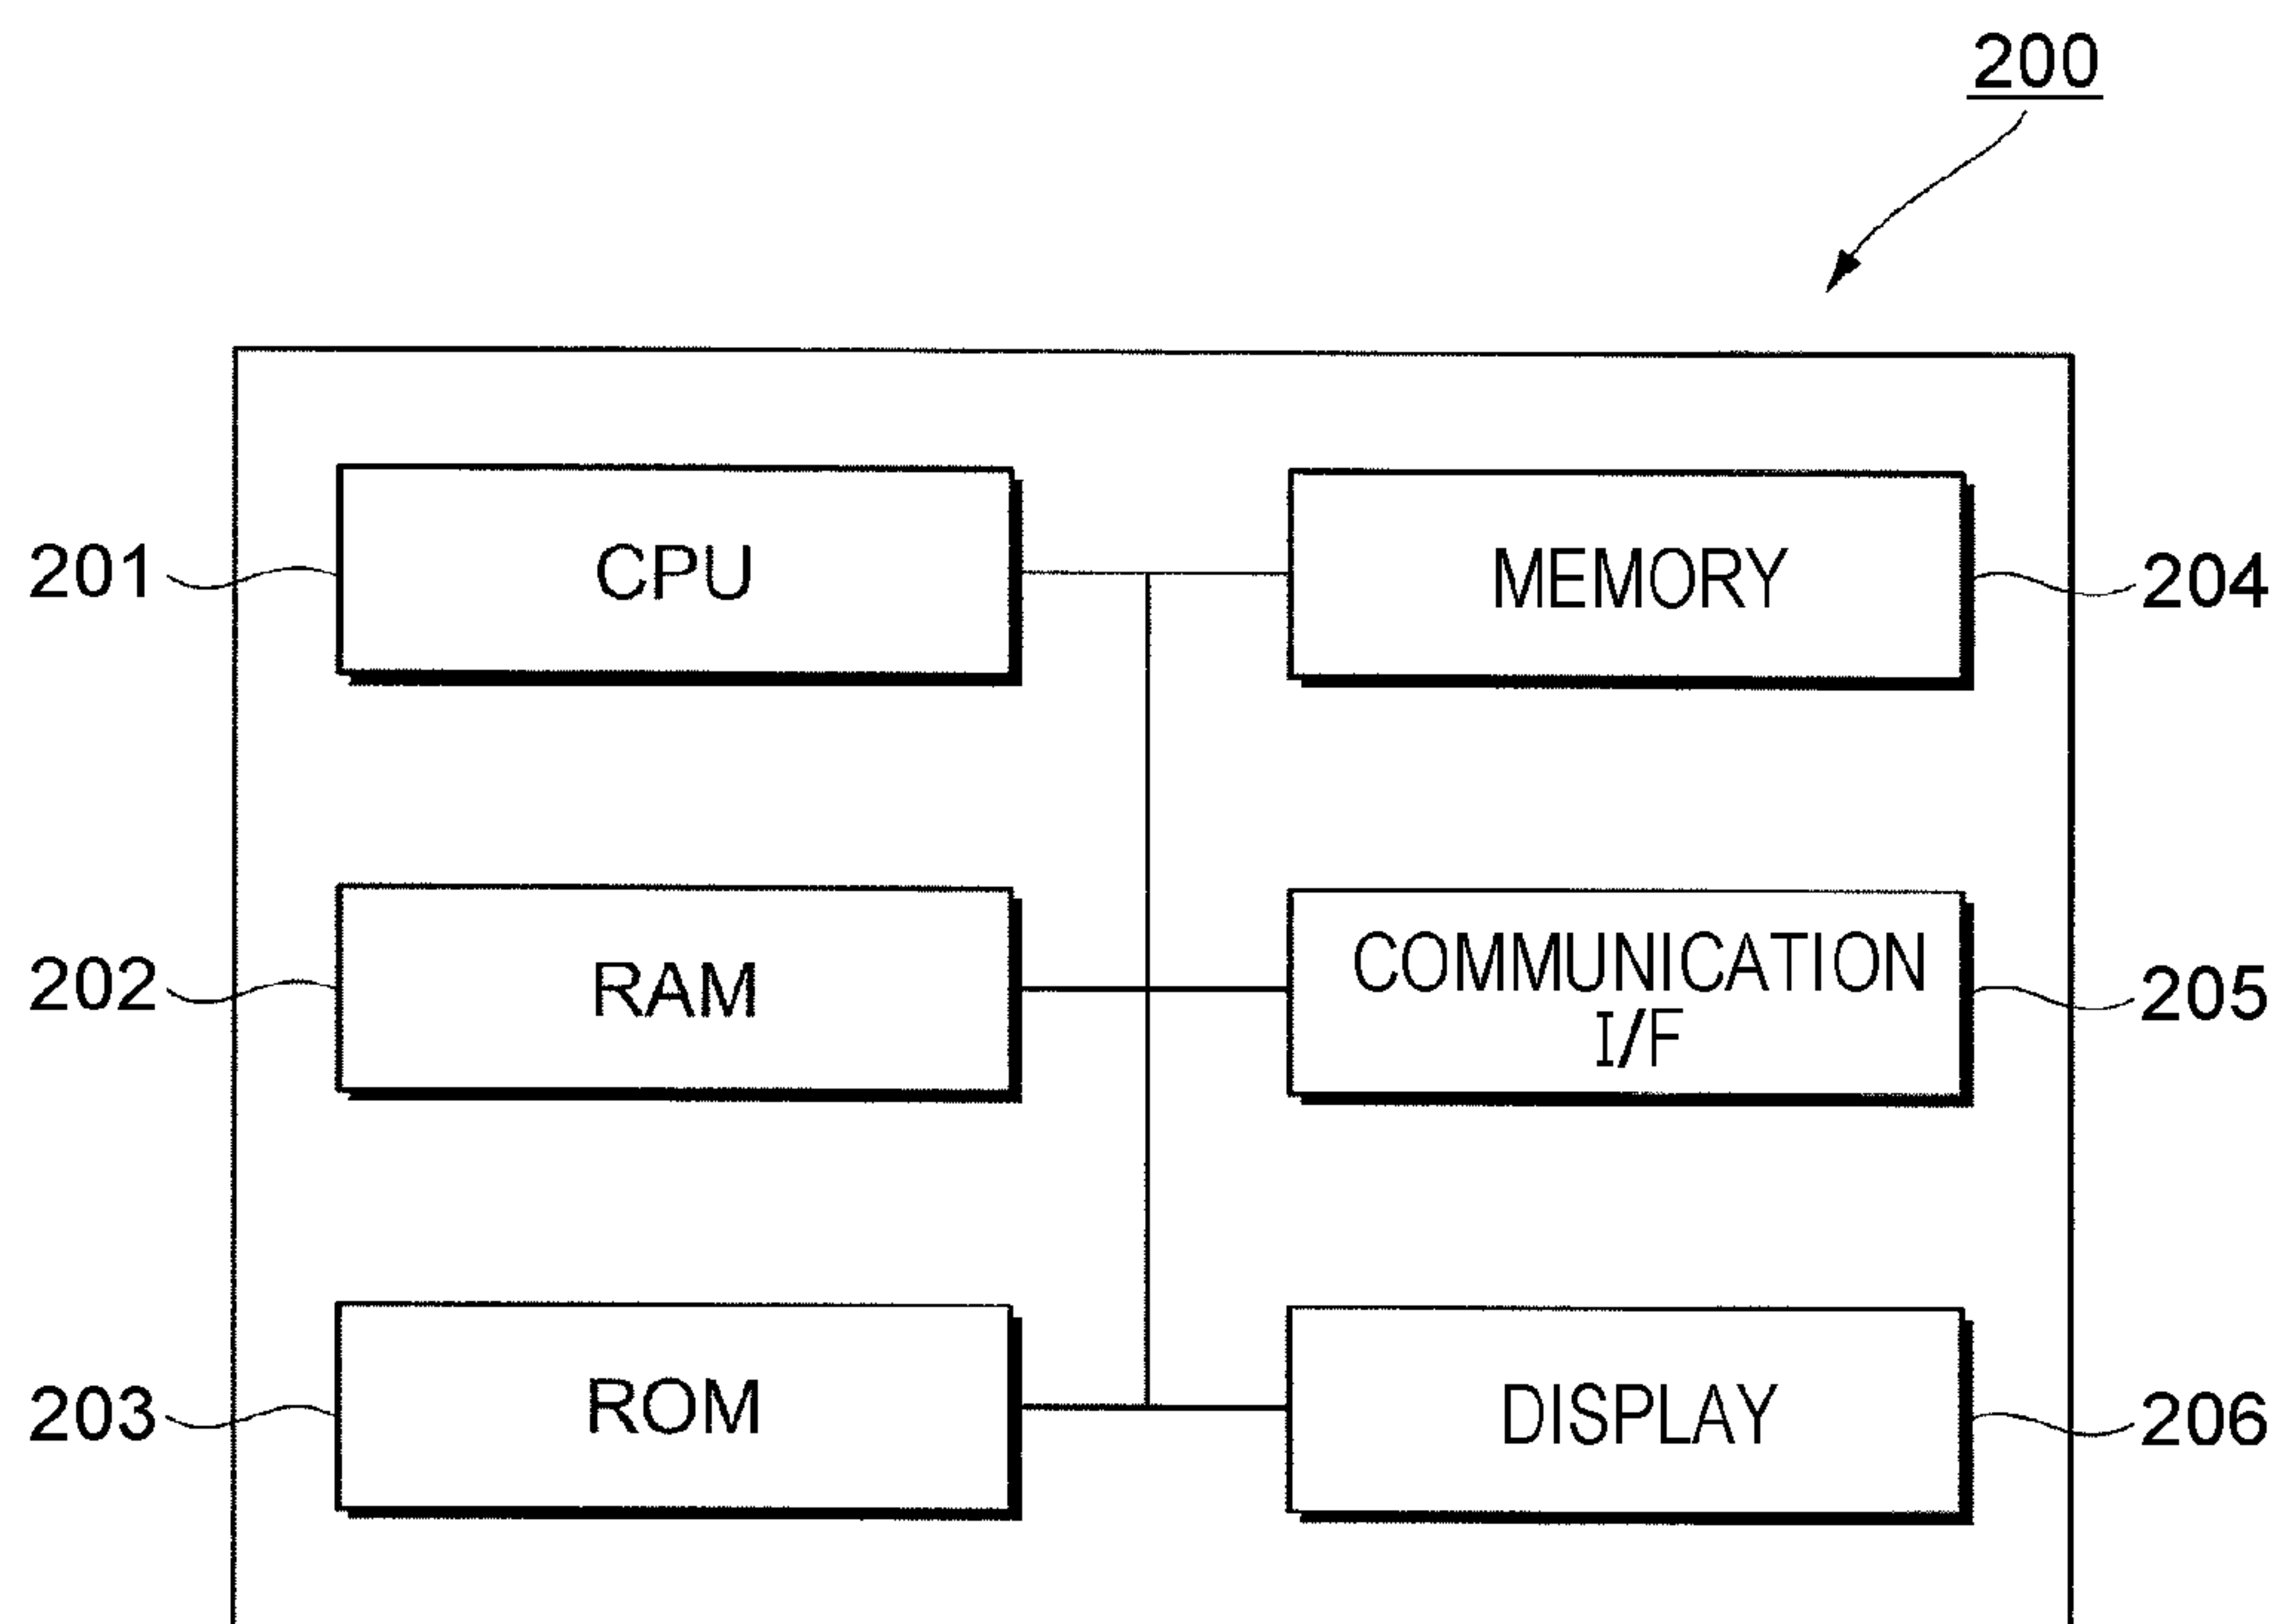 200
201
CPU
MEMORY
204
202
RAM
COMMUNICATION
I/F
205
203
ROM
DISPLAY
206